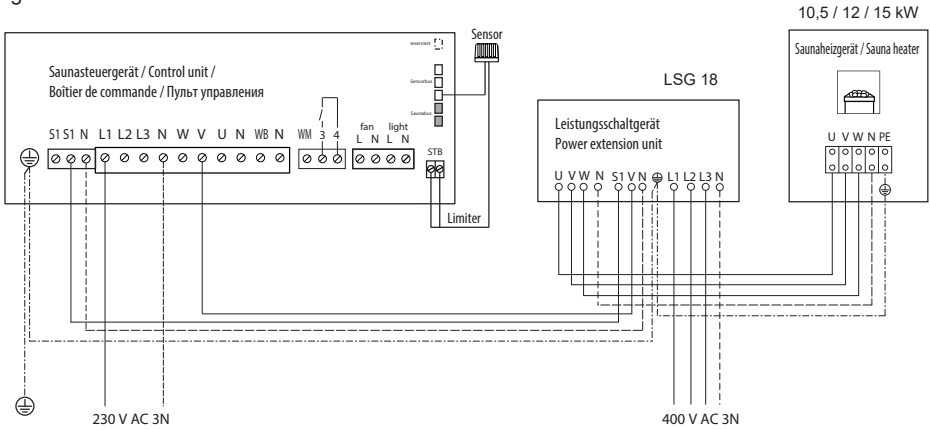 g
10,5 / 12 / 15 kW
reserviert
Sensor
Sensorbus
Saunabus
Saunasteuergerät / Control unit /
Boîtier de commande / Пульт управления
Saunaheizgerät / Sauna heater
LSG 18
Leistungsschaltgerät
Power extension unit
S1 S1 N L1 L2 L3 N W V U N WB N WM 3 4
fan light
L N L N
STB
U V W N PE
U V W N S1 V N L1 L2 L3 N
Limiter
230 V AC 3N
400 V AC 3N